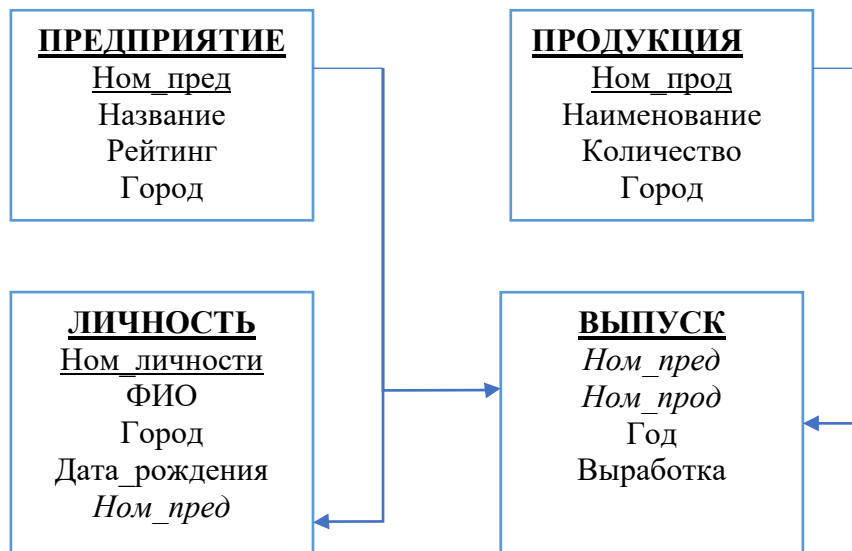 ПРЕДПРИЯТИЕ
Ном_пред
Название
Рейтинг
Город
ПРОДУКЦИЯ
Ном_прод
Наименование
Количество
Город
ЛИЧНОСТЬ
Ном_личности
ФИО
Город
Дата_рождения
Ном_пред
ВЫПУСК
Ном_пред
Ном_прод
Год
Выработка